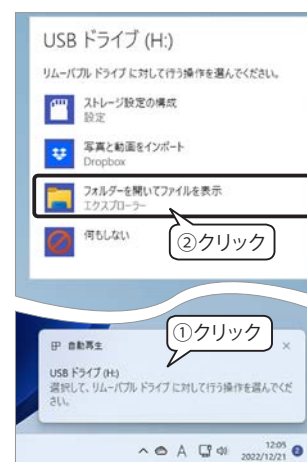 USB ドライブ (H:)
リムーバブル ドライブ に対して行う操作を選んでください。
ストレージ設定の構成
設定
写真と動画をインポート
Dropbox
フォルダーを開いてファイルを表示
エクスプローラー
②クリック
何もしない
①クリック
自動再生
USB ドライブ (H:)
選択して、リムーバブル ドライブ に対して行う操作を選んでくだ
さい。
A
12:05
2022/12/21
2